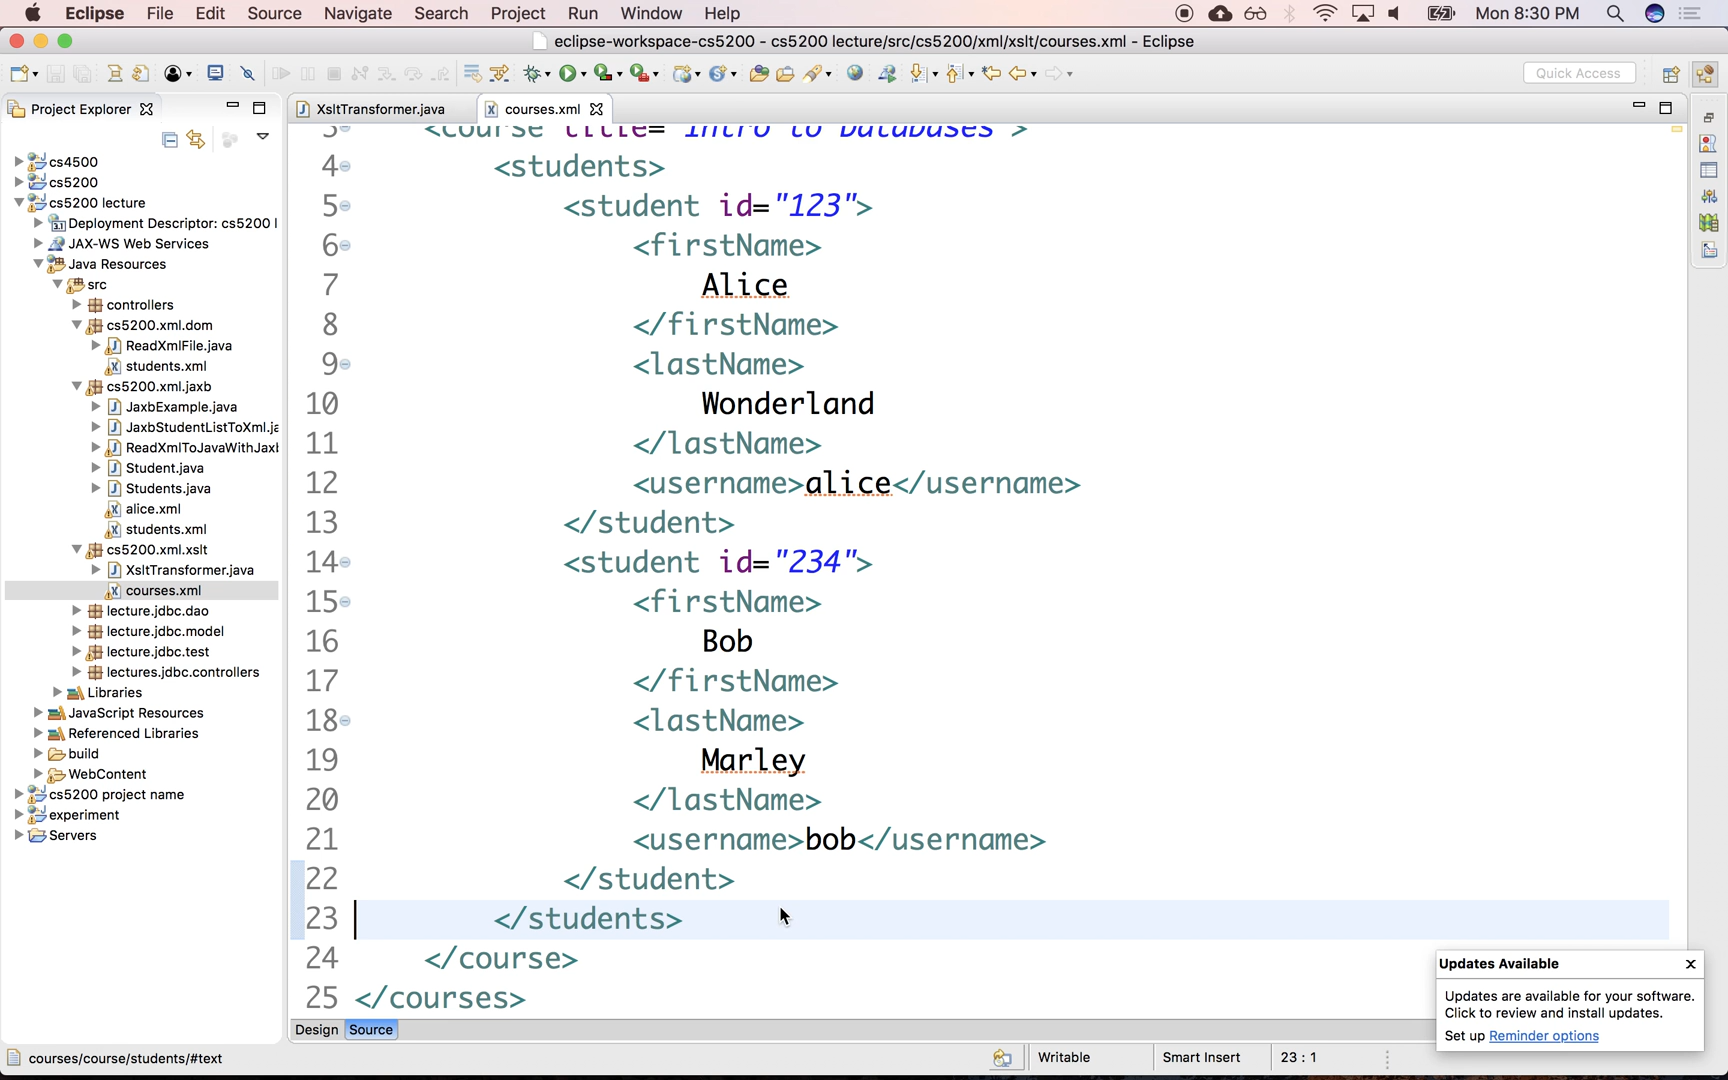 Eclipse File Edit Source Navigate Search Project Run Window Help Mon 8:30 PM
eclipse-workspace-cs5200 - cs5200 lecture/src/cs5200/xml/xslt/courses.xml - Eclipse
Quick Access
Project Explorer
XsltTransformer.java courses.xml
cs4500
cs5200
cs5200 lecture
Deployment Descriptor: cs5200 l
JAX-WS Web Services
Java Resources
src
controllers
cs5200.xml.dom
ReadXmlFile.java
students.xml
cs5200.xml.jaxb
JaxbExample.java
JaxbStudentListToXml.ja
ReadXmlToJavaWithJaxb
Student.java
Students.java
alice.xml
students.xml
cs5200.xml.xslt
XsltTransformer.java
courses.xml
lecture.jdbc.dao
lecture.jdbc.model
lecture.jdbc.test
lectures.jdbc.controllers
Libraries
JavaScript Resources
Referenced Libraries
build
WebContent
cs5200 project name
experiment
Servers
3 <course title="Intro to Databases">
4 <students>
5 <student id="123">
6 <firstName>
7 Alice
8 </firstName>
9 <lastName>
10 Wonderland
11 </lastName>
12 <username>alice</username>
13 </student>
14 <student id="234">
15 <firstName>
16 Bob
17 </firstName>
18 <lastName>
19 Marley
20 </lastName>
21 <username>bob</username>
22 </student>
23 </students>
24 </course>
25 </courses>
Design Source
Updates Available
Updates are available for your software.
Click to review and install updates.
Set up Reminder options
courses/course/students/#text Writable Smart Insert 23 : 1